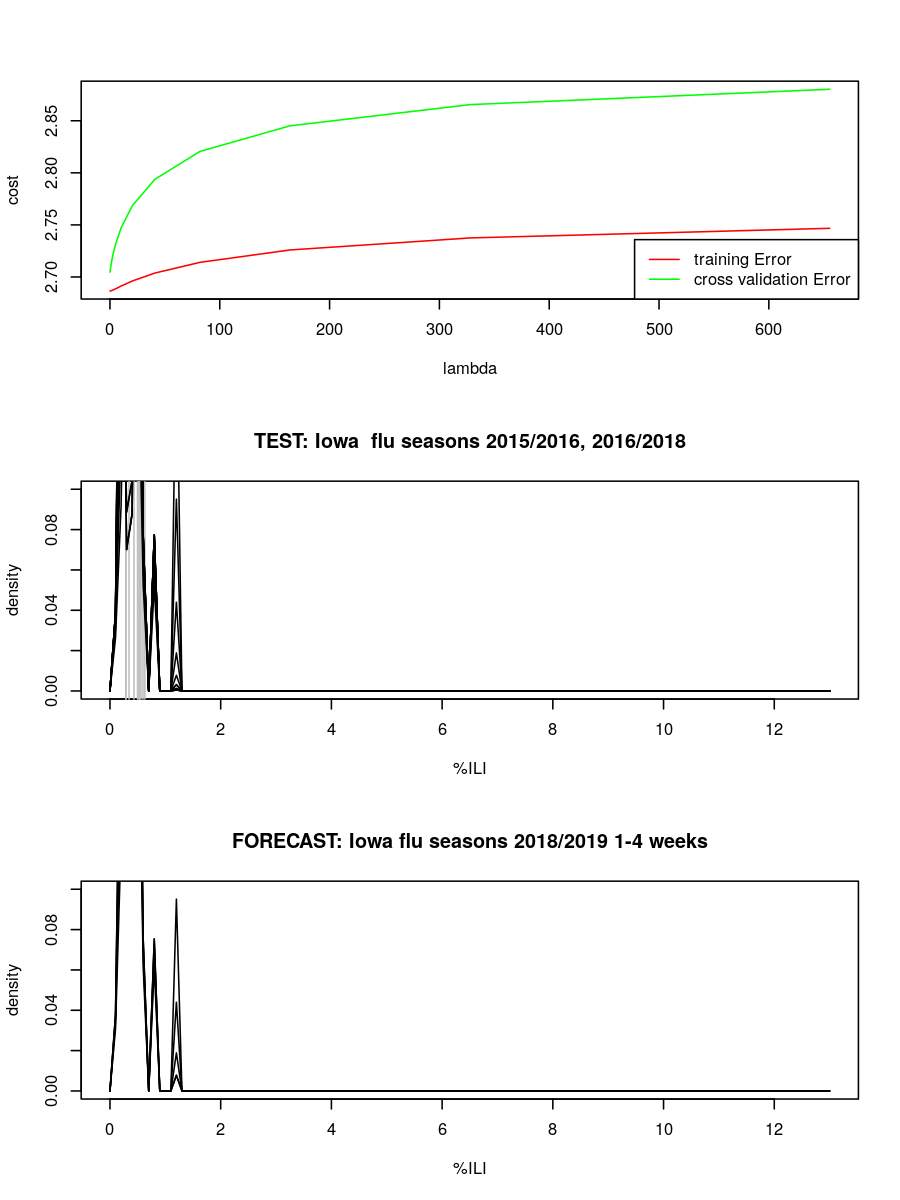 2.85
2.80
2.75
2.70
cost
training Error
cross validation Error
0 100 200 300 400 500 600
lambda
TEST: Iowa  flu seasons 2015/2016, 2016/2018
0.08
0.04
0.00
density
0 2 4 6 8 10 12
%ILI
FORECAST: Iowa flu seasons 2018/2019 1-4 weeks
0.08
0.04
0.00
density
0 2 4 6 8 10 12
%ILI